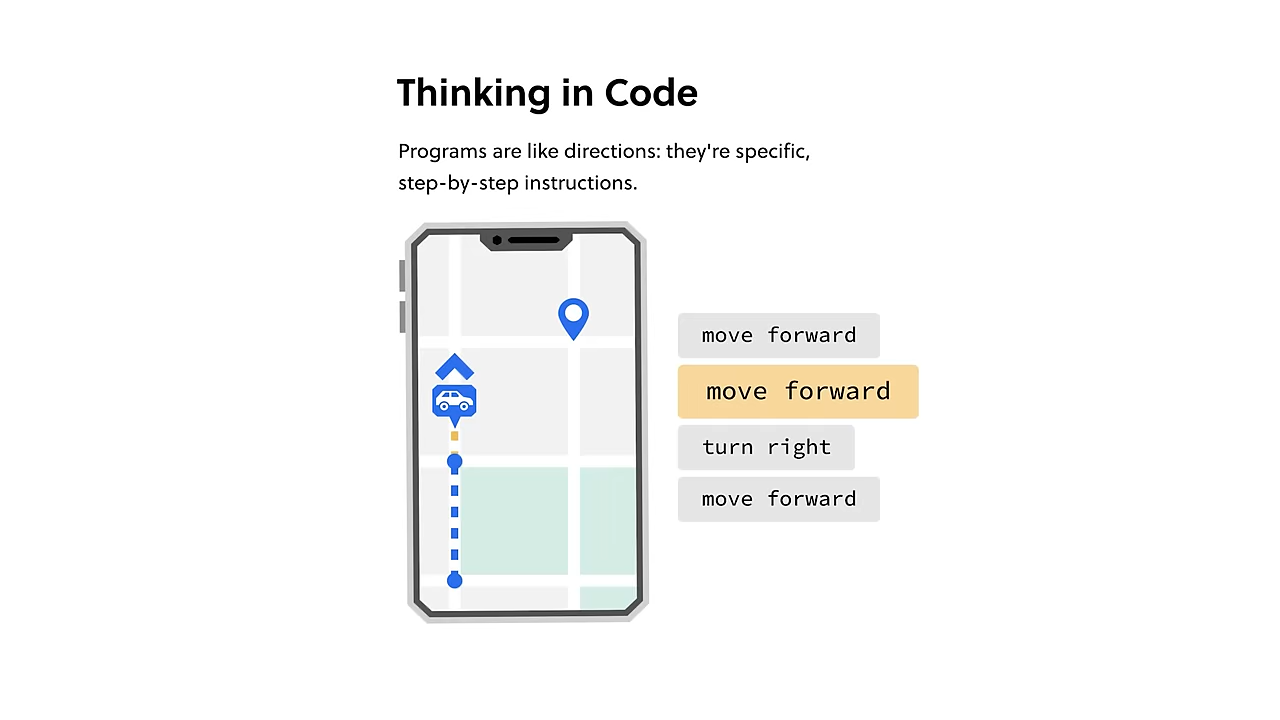 Thinking in Code
Programs are like directions: they're specific,
step-by-step instructions.
move forward
move forward
turn right
move forward